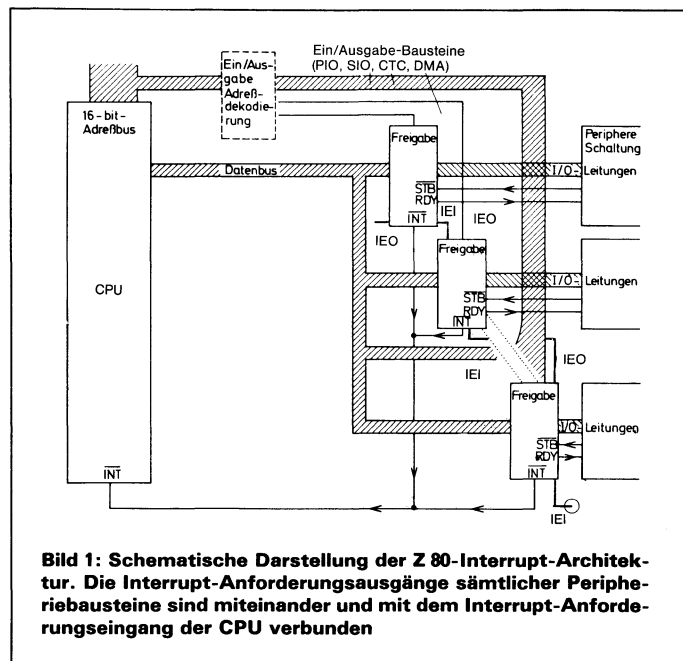 Ein/Ausgabe-Bausteine
(PIO, SIO, CTC, DMA)
Ein/Aus-
gabe
Adreß-
dekodie-
rung
16-bit-
Adreßbus
Freigabe
Periphere
Schaltung
Datenbus
I/O-Leitungen
STB
RDY
INT
IEI
IEO
IEO
Freigabe
I/O-Leitungen
CPU
STB
RDY
INT
IEI
IEO
Freigabe
I/O-Leitungen
STB
RDY
INT
INT
IEI
Bild 1: Schematische Darstellung der Z 80-Interrupt-Architek-
tur. Die Interrupt-Anforderungsausgänge sämtlicher Periphe-
riebausteine sind miteinander und mit dem Interrupt-Anforde-
rungseingang der CPU verbunden